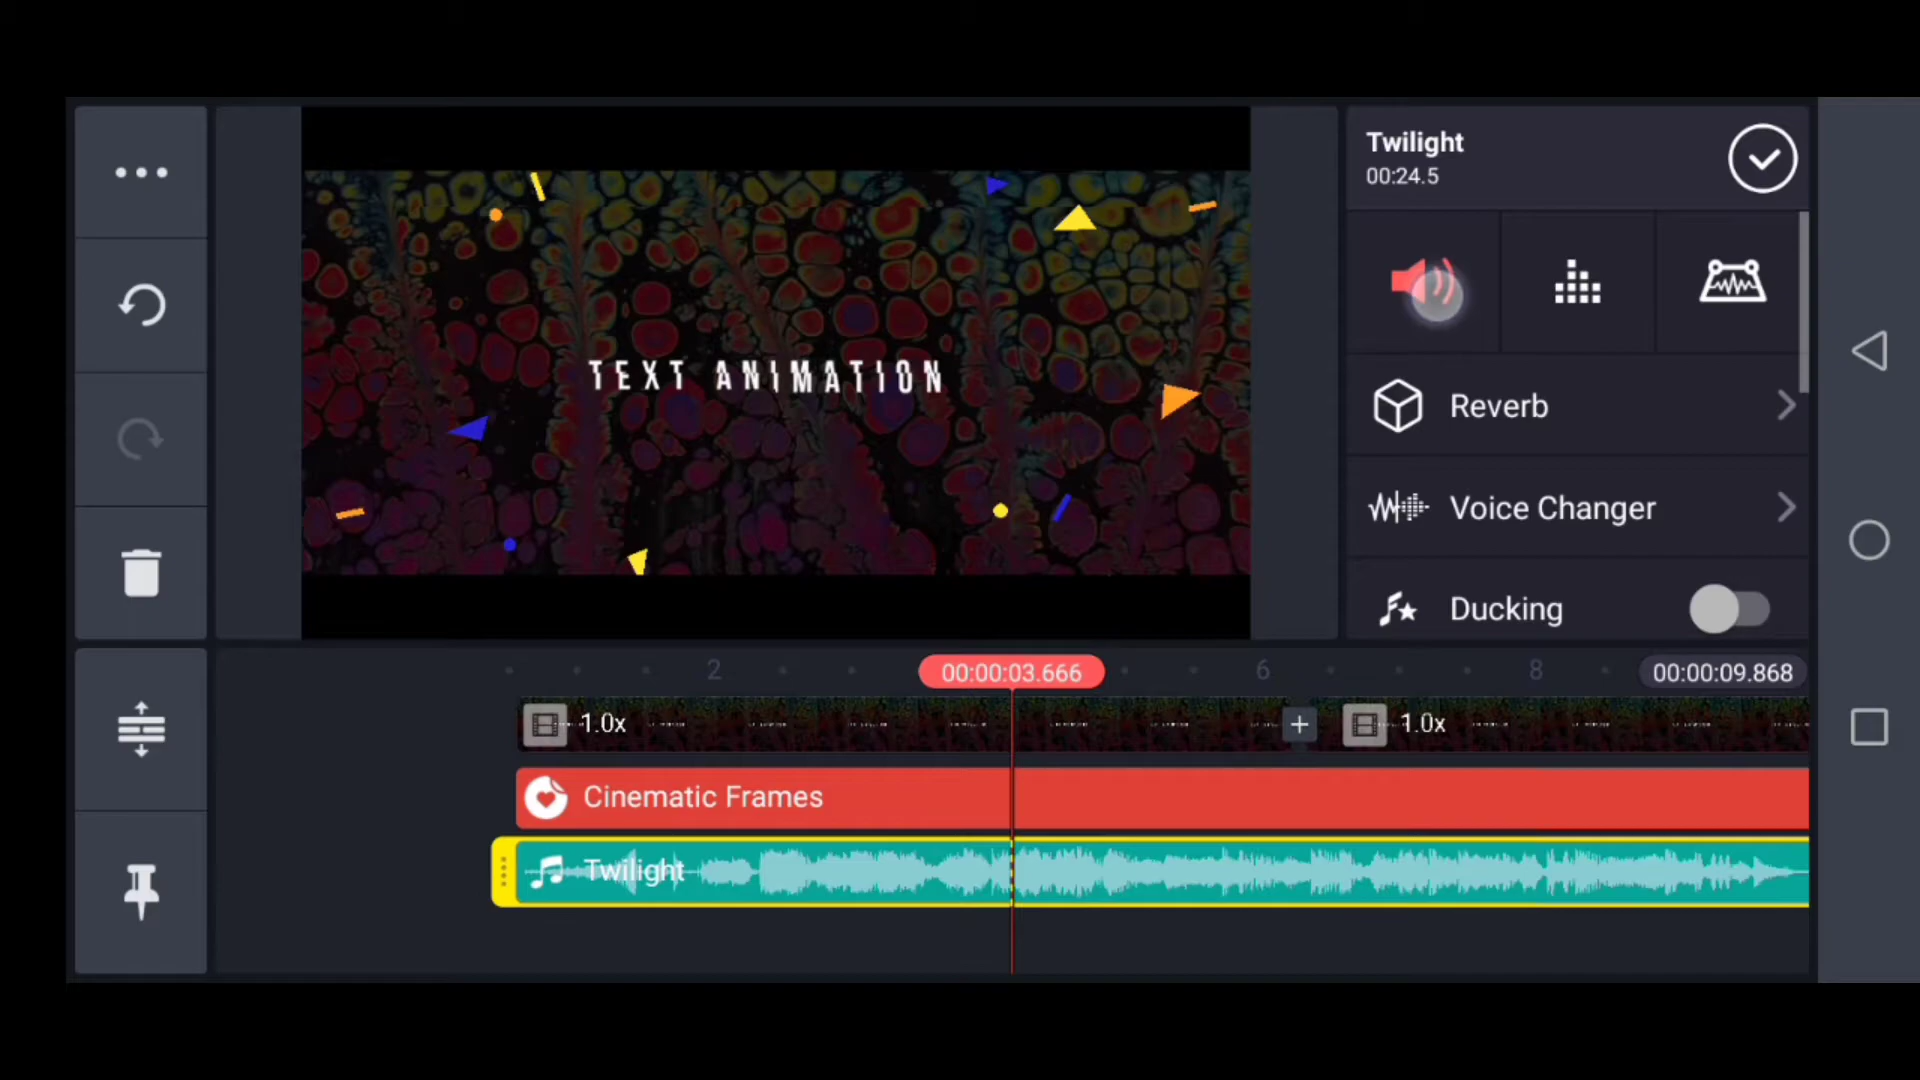 Twilight
00:24.5
TEXT ANIMATION
Reverb
Voice Changer
Ducking
2
00:00:03.666
6
8
00:00:09.868
1.0x
1.0x
Cinematic Frames
Twilight